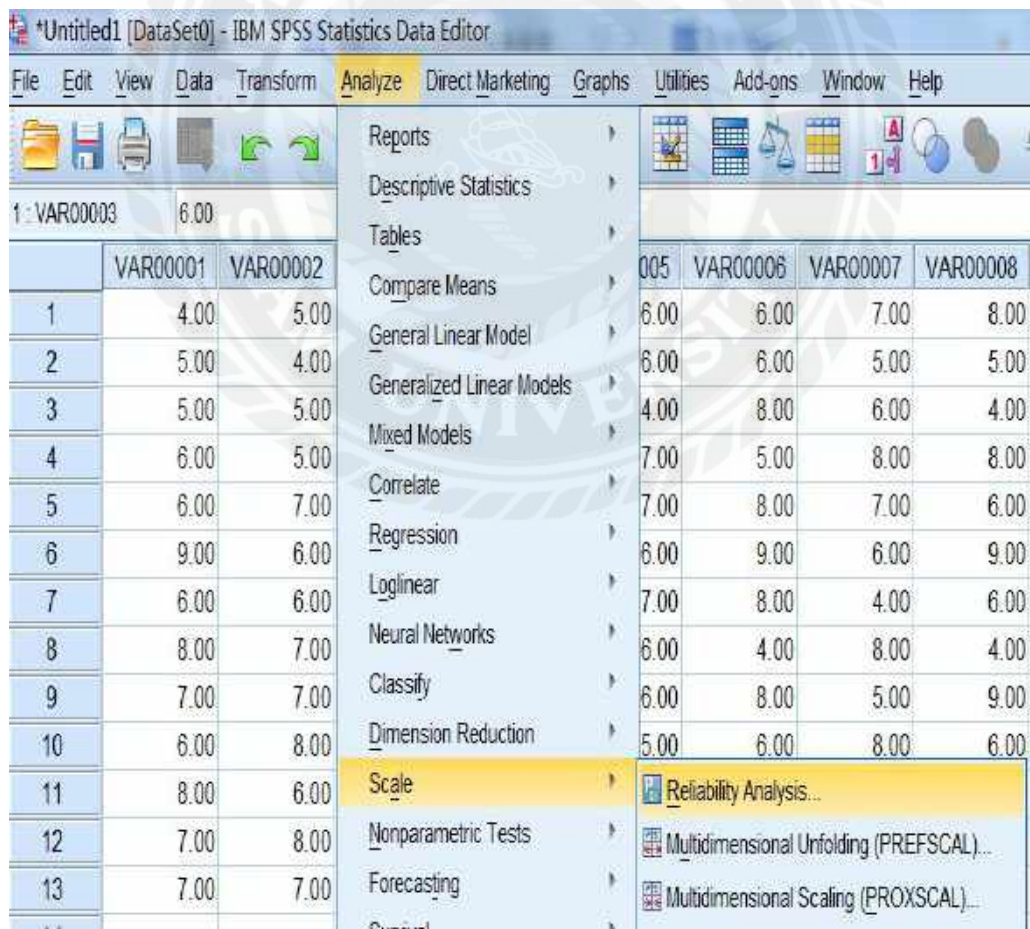 *Untitled1 [DataSet0] - IBM SPSS Statistics Data Editor
File Edit View Data Transform Analyze Direct Marketing Graphs Utilities Add-ons Window Help
1 : VAR00003 6.00
VAR00001 VAR00002 005 VAR00006 VAR00007 VAR00008
1 4.00 5.00 6.00 6.00 7.00 8.00
2 5.00 4.00 6.00 6.00 5.00 5.00
3 5.00 5.00 4.00 8.00 6.00 4.00
4 6.00 5.00 7.00 5.00 8.00 8.00
5 6.00 7.00 7.00 8.00 7.00 6.00
6 9.00 6.00 6.00 9.00 6.00 9.00
7 6.00 6.00 7.00 8.00 4.00 6.00
8 8.00 7.00 6.00 4.00 8.00 4.00
9 7.00 7.00 6.00 8.00 5.00 9.00
10 6.00 8.00 5.00 6.00 8.00 6.00
11 8.00 6.00
12 7.00 8.00
13 7.00 7.00
Reports
Descriptive Statistics
Tables
Compare Means
General Linear Model
Generalized Linear Models
Mixed Models
Correlate
Regression
Loglinear
Neural Networks
Classify
Dimension Reduction
Scale
Nonparametric Tests
Forecasting
Reliability Analysis...
Multidimensional Unfolding (PREFSCAL)...
Multidimensional Scaling (PROXSCAL)...